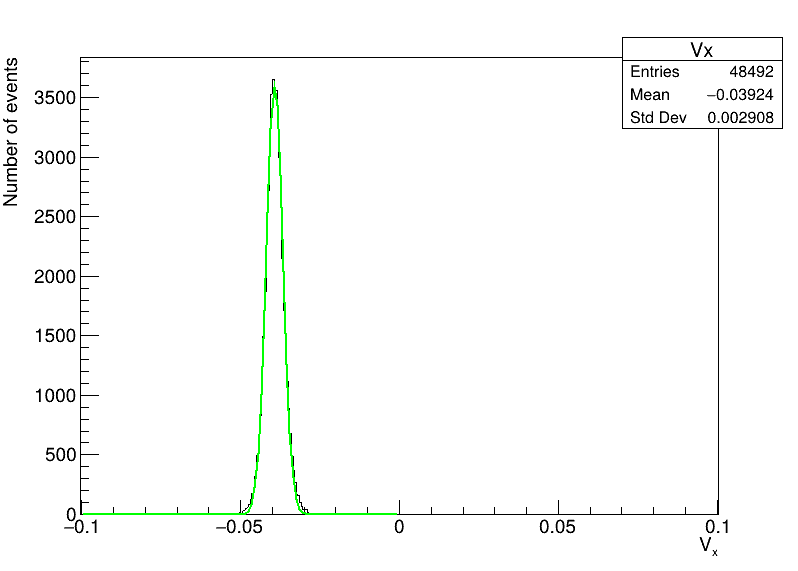 Vx
Entries 48492
Mean −0.03924
Std Dev 0.002908
Number of events
3500
3000
2500
2000
1500
1000
500
0
−0.1 −0.05 0 0.05 0.1
Vx